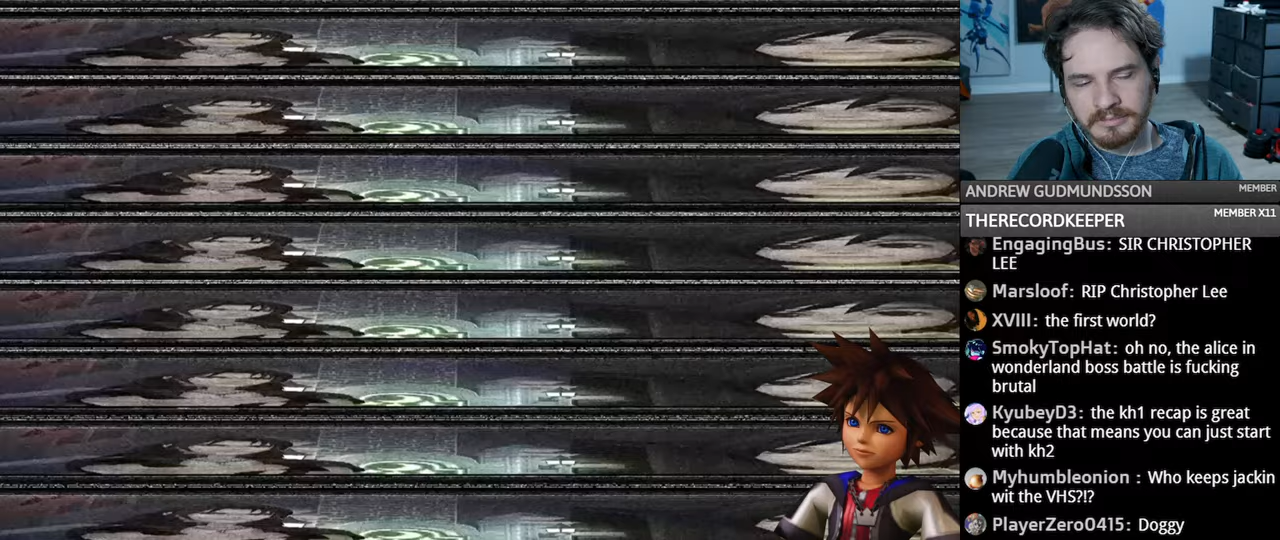 ANDREW GUDMUNDSSON
MEMBER
THERECORDKEEPER
MEMBER X11
EngagingBus: SIR CHRISTOPHER
LEE
Marsloof: RIP Christopher Lee
XVIII: the first world?
SmokyTopHat: oh no, the alice in
wonderland boss battle is fucking
brutal
KyubeyD3: the kh1 recap is great
because that means you can just start
with kh2
Myhumbleonion : Who keeps jackin
wit the VHS?!?
PlayerZero0415: Doggy